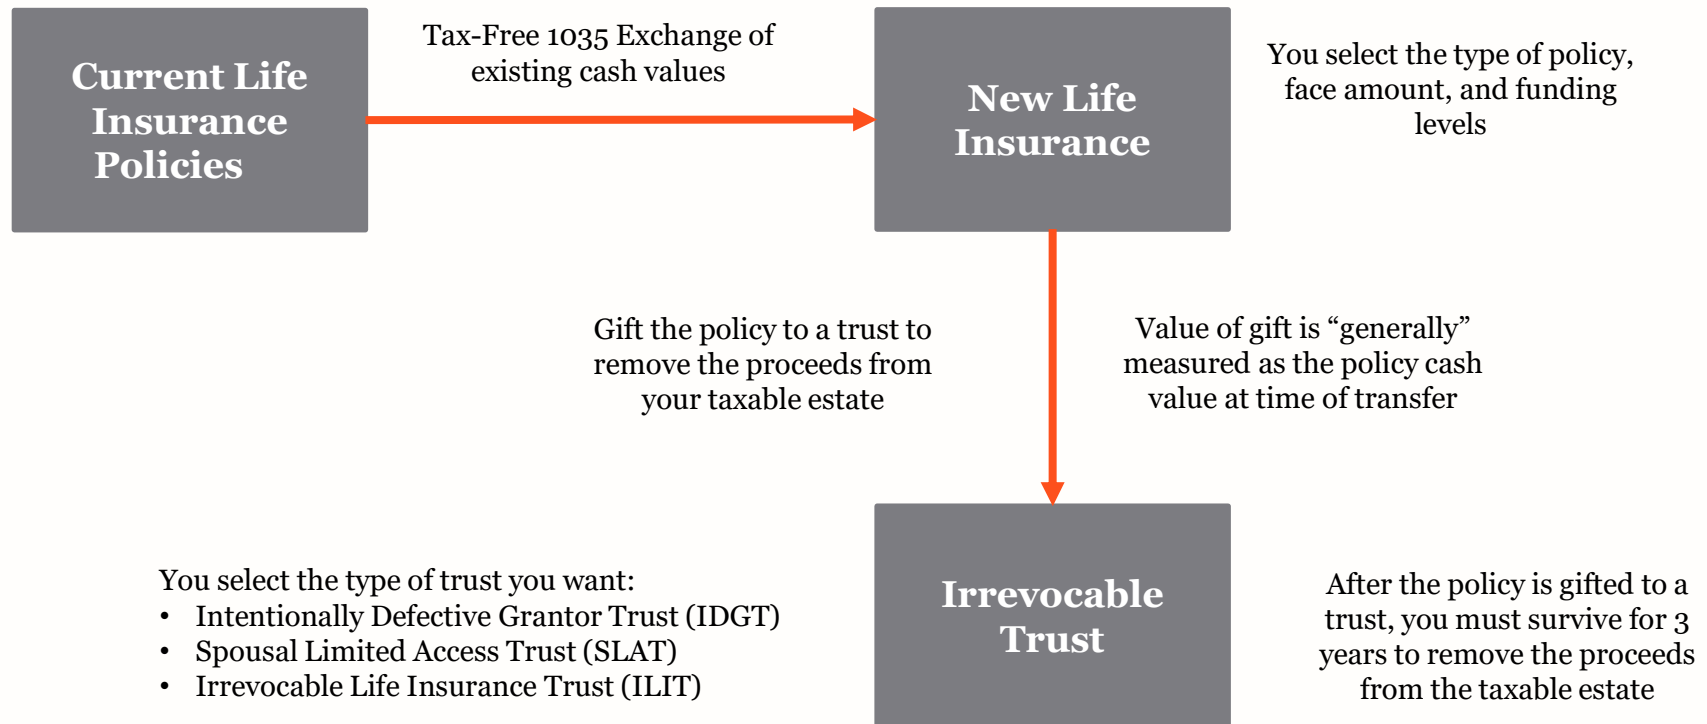 Current Life
Insurance
Policies
Tax-Free 1035 Exchange of
existing cash values
New Life
Insurance
You select the type of policy,
face amount, and funding
levels
Gift the policy to a trust to
remove the proceeds from
your taxable estate
Value of gift is “generally”
measured as the policy cash
value at time of transfer
You select the type of trust you want:
• Intentionally Defective Grantor Trust (IDGT)
• Spousal Limited Access Trust (SLAT)
• Irrevocable Life Insurance Trust (ILIT)
Irrevocable
Trust
After the policy is gifted to a
trust, you must survive for 3
years to remove the proceeds
from the taxable estate